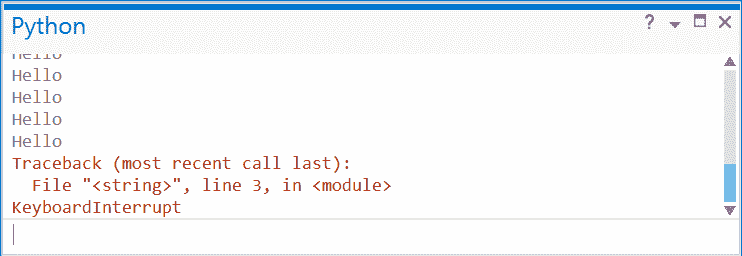 Python
Hello
Hello
Hello
Hello
Hello
Traceback (most recent call last):
  File "<string>", line 3, in <module>
KeyboardInterrupt